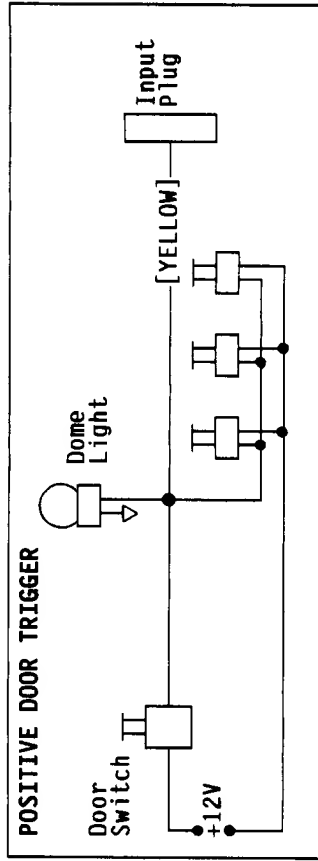 POSITIVE DOOR TRIGGER
Dome
Light
Input
Plug
[YELLOW]
Door
Switch
+12V